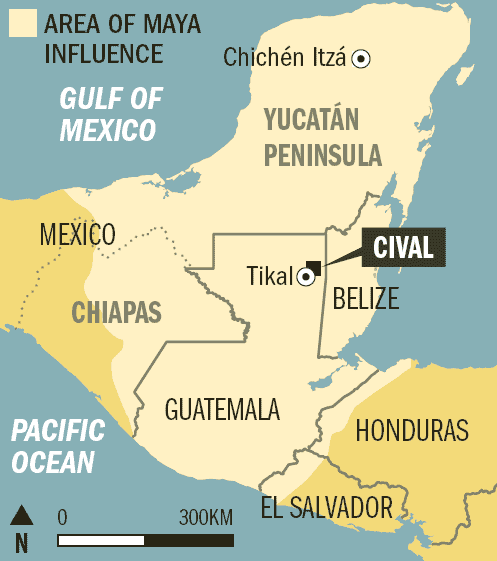 AREA OF MAYA
INFLUENCE
Chichén Itzá
GULF OF
MEXICO
YUCATÁN
PENINSULA
MEXICO
CIVAL
Tikal
BELIZE
CHIAPAS
GUATEMALA
HONDURAS
PACIFIC
OCEAN
EL SALVADOR
0 300KM
N